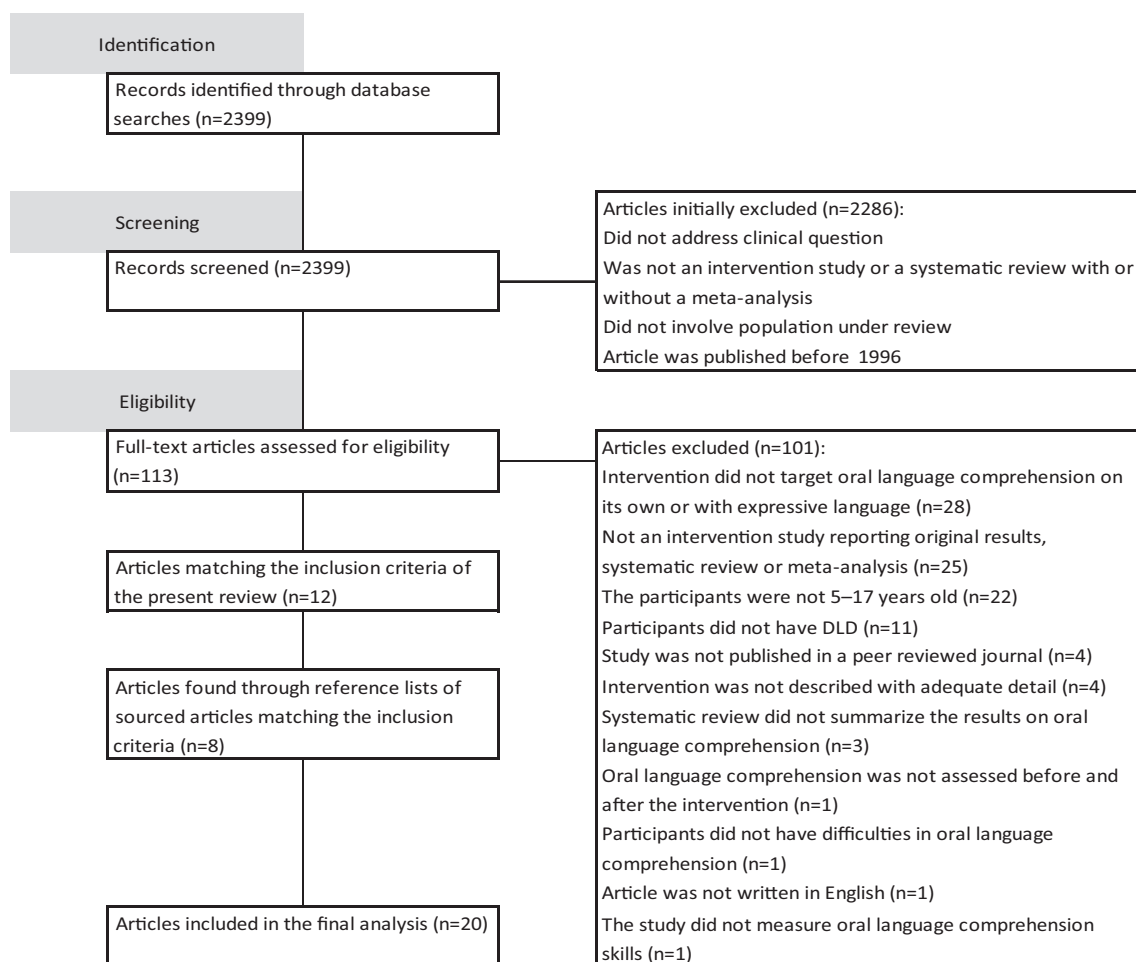 Identification
Records identified through database
searches (n=2399)
Screening
Records screened (n=2399)
Articles initially excluded (n=2286):
Did not address clinical question
Was not an intervention study or a systematic review with or
without a meta-analysis
Did not involve population under review
Article was published before 1996
Eligibility
Full-text articles assessed for eligibility
(n=113)
Articles excluded (n=101):
Intervention did not target oral language comprehension on
its own or with expressive language (n=28)
Not an intervention study reporting original results,
systematic review or meta-analysis (n=25)
The participants were not 5–17 years old (n=22)
Participants did not have DLD (n=11)
Study was not published in a peer reviewed journal (n=4)
Intervention was not described with adequate detail (n=4)
Systematic review did not summarize the results on oral
language comprehension (n=3)
Oral language comprehension was not assessed before and
after the intervention (n=1)
Participants did not have difficulties in oral language
comprehension (n=1)
Article was not written in English (n=1)
The study did not measure oral language comprehension
skills (n=1)
Articles matching the inclusion criteria of
the present review (n=12)
Articles found through reference lists of
sourced articles matching the inclusion
criteria (n=8)
Articles included in the final analysis (n=20)